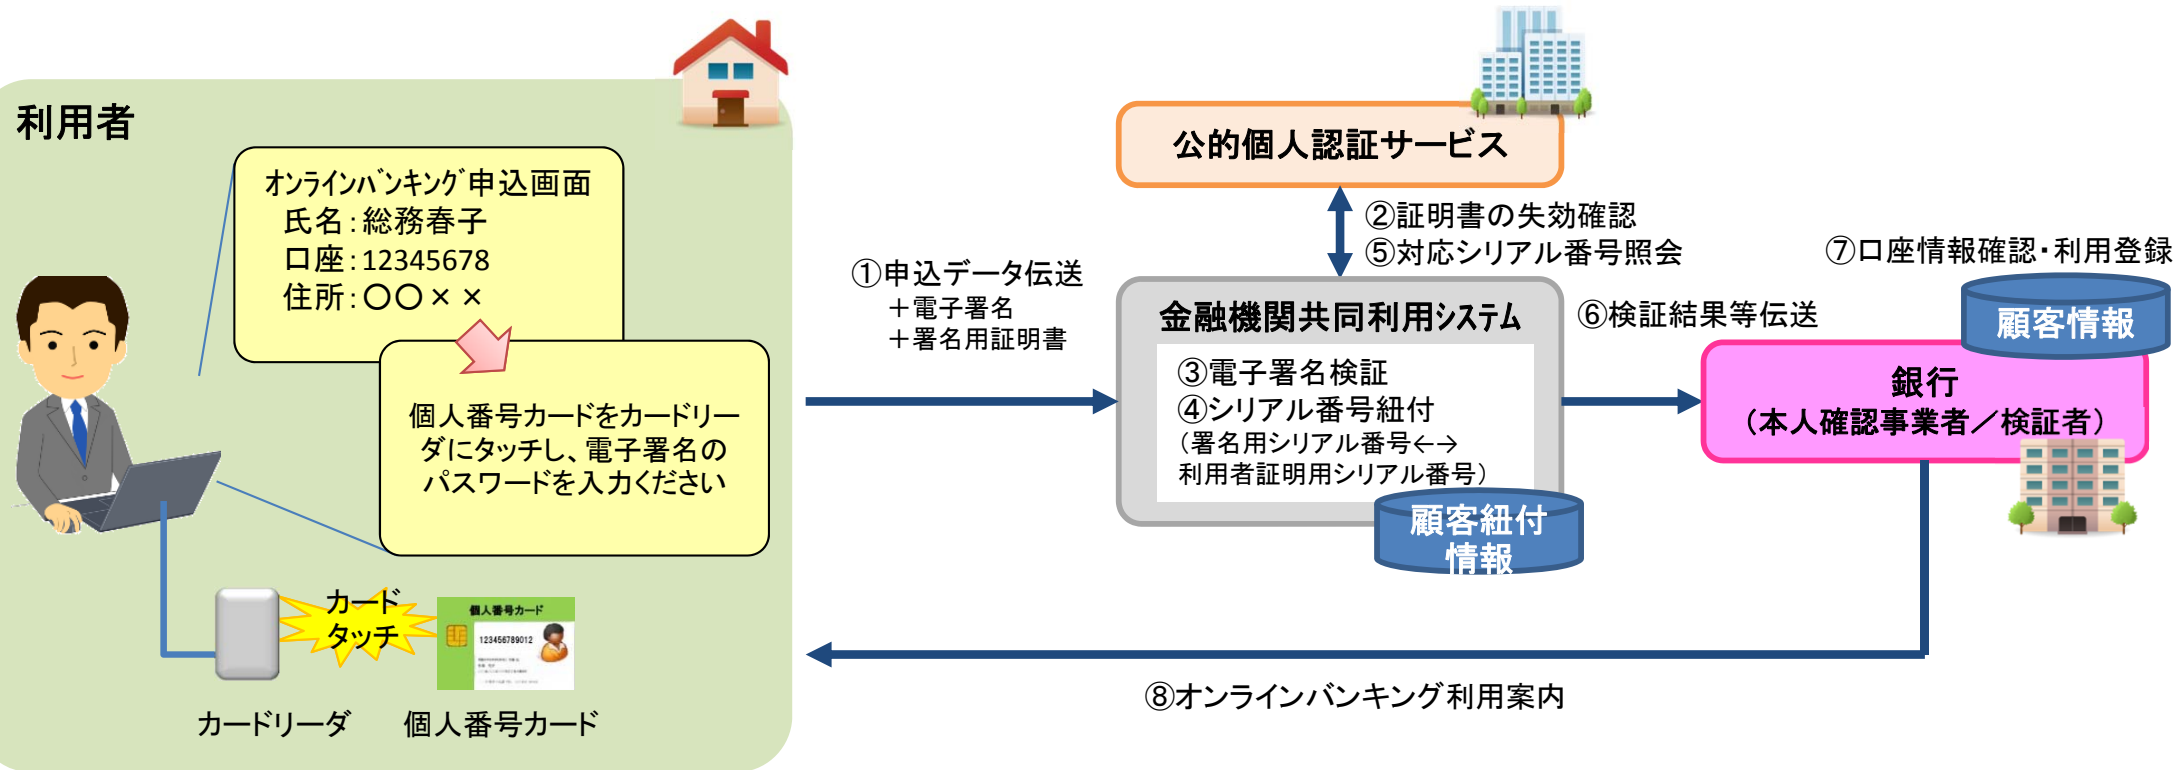 利用者
オンラインバンキング申込画面
氏名：総務春子
口座：12345678
住所：〇〇××
個人番号カードをカードリー
ダにタッチし、電子署名の
パスワードを入力ください
カード
タッチ
個人番号カード
123456789012
カードリーダ
個人番号カード
①申込データ伝送
＋電子署名
＋署名用証明書
公的個人認証サービス
②証明書の失効確認
⑤対応シリアル番号照会
金融機関共同利用システム
③電子署名検証
④シリアル番号紐付
（署名用シリアル番号←→
利用者証明用シリアル番号）
顧客紐付
情報
⑥検証結果等伝送
⑦口座情報確認・利用登録
顧客情報
銀行
（本人確認事業者／検証者）
⑧オンラインバンキング利用案内